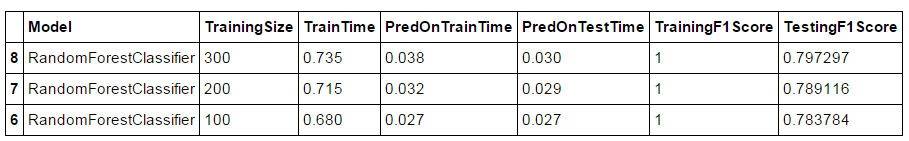 Model TrainingSize TrainTime PredOnTrainTime PredOnTestTime TrainingF1Score TestingF1Score
8 RandomForestClassifier 300 0.735 0.038 0.030 1 0.797297
7 RandomForestClassifier 200 0.715 0.032 0.029 1 0.789116
6 RandomForestClassifier 100 0.680 0.027 0.027 1 0.783784